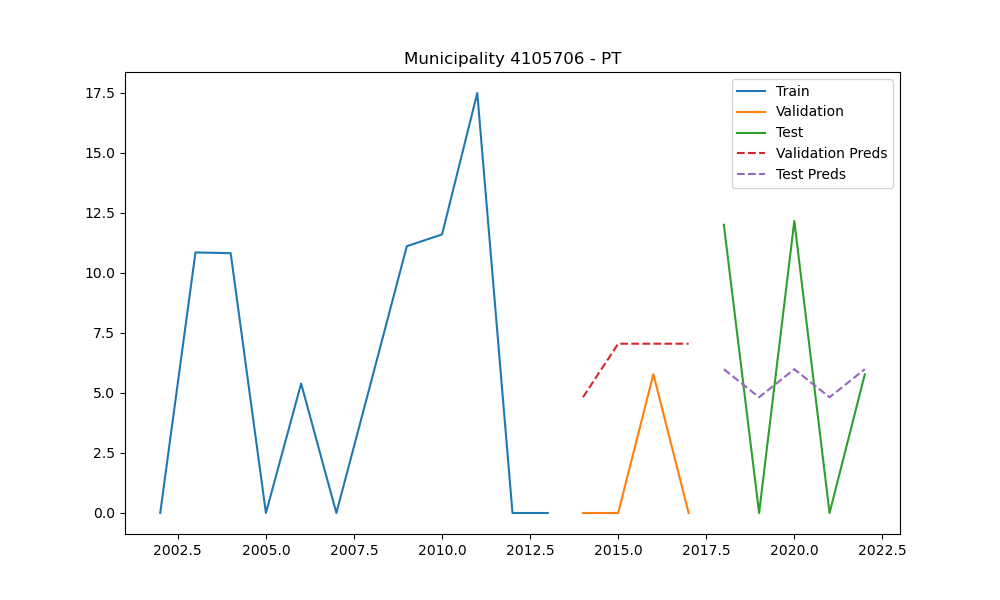 Municipality 4105706 - PT
17.5
15.0
12.5
10.0
7.5
5.0
2.5
0.0
Train
Validation
Test
Validation Preds
Test Preds
2002.5 2005.0 2007.5 2010.0 2012.5 2015.0 2017.5 2020.0 2022.5